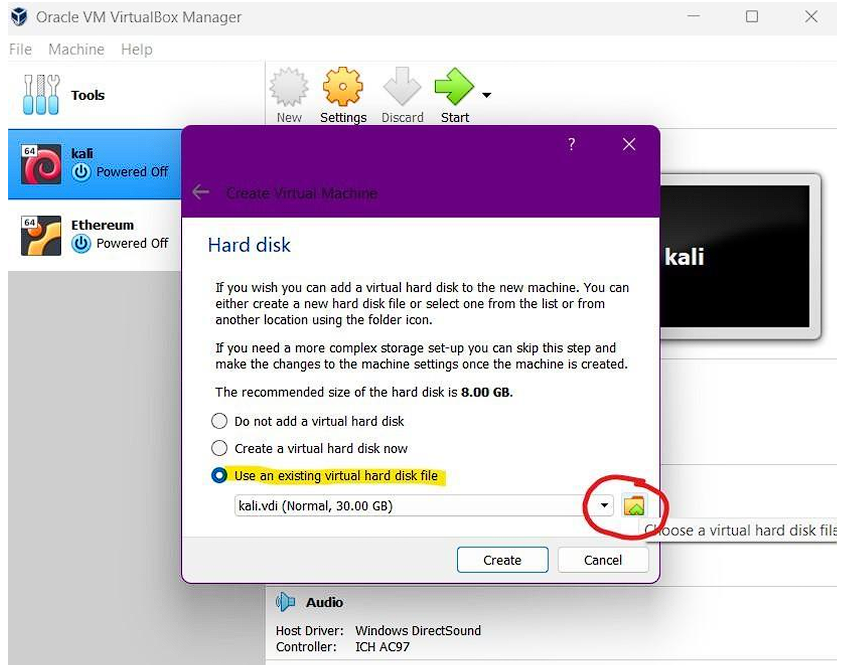 Oracle VM VirtualBox Manager
File Machine Help
Tools
New Settings Discard Start
64
kali
Powered Off
64
Ethereum
Powered Off
?
Create Virtual Machine
kali
Hard disk
If you wish you can add a virtual hard disk to the new machine. You can
either create a new hard disk file or select one from the list or from
another location using the folder icon.
If you need a more complex storage set-up you can skip this step and
make the changes to the machine settings once the machine is created.
The recommended size of the hard disk is 8.00 GB.
Do not add a virtual hard disk
Create a virtual hard disk now
Use an existing virtual hard disk file
kali.vdi (Normal, 30.00 GB)
Choose a virtual hard disk file
Create Cancel
Audio
Host Driver: Windows DirectSound
Controller: ICH AC97